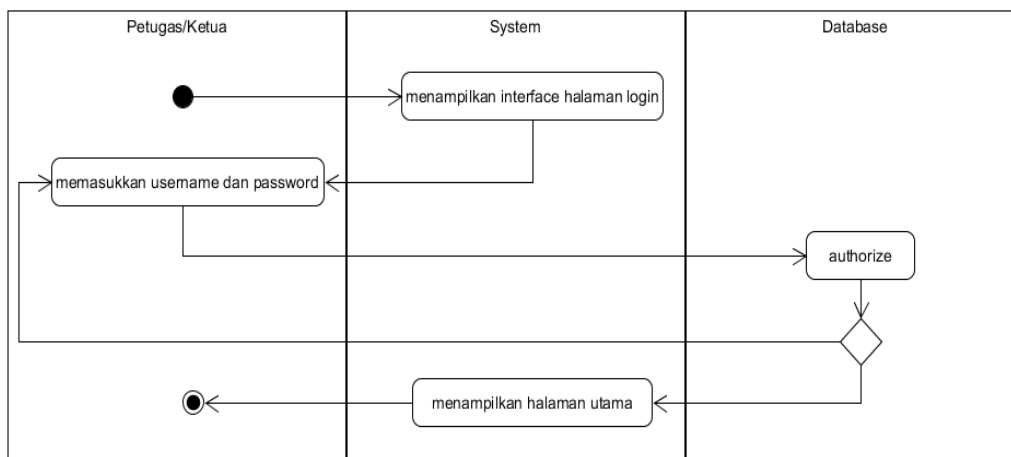 Petugas/Ketua
System
Database
menampilkan interface halaman login
memasukkan username dan password
authorize
menampilkan halaman utama